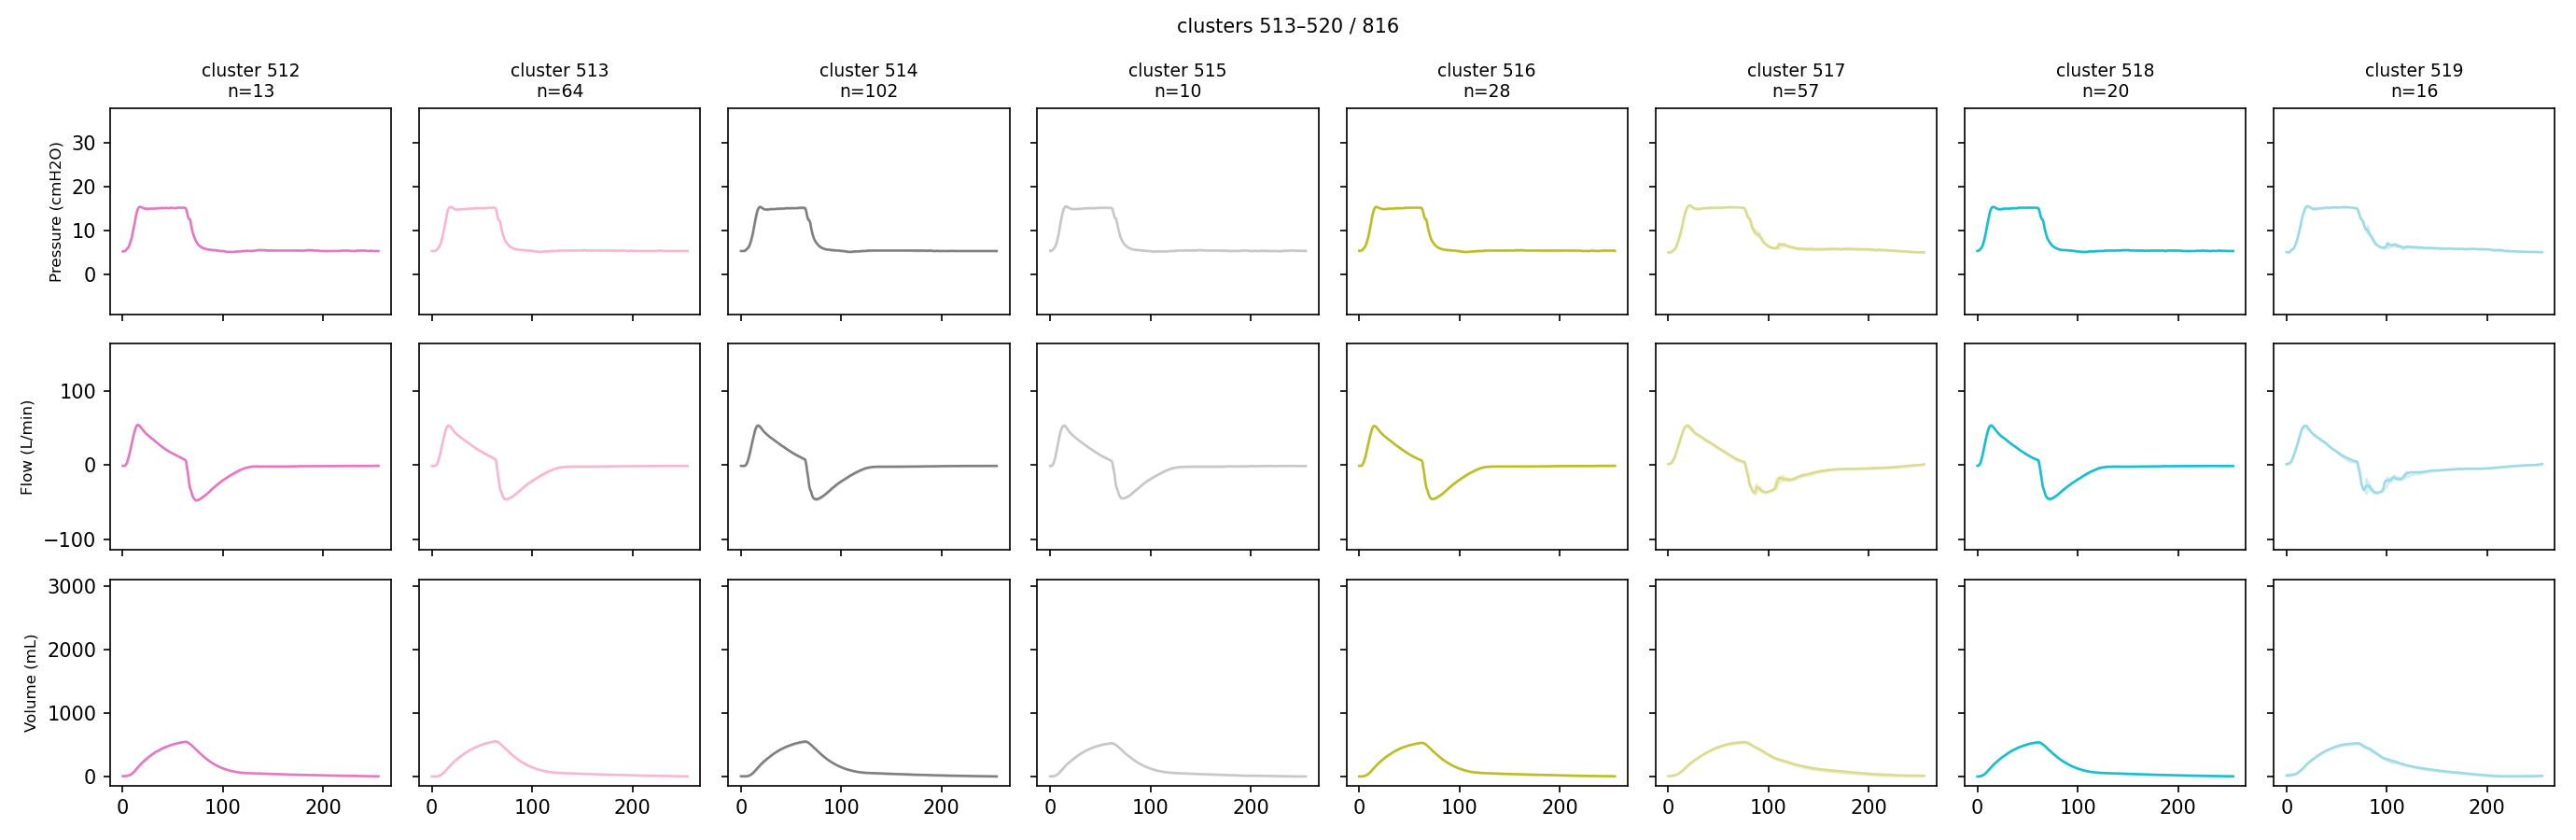 clusters 513–520 / 816
cluster 512
n=13
cluster 513
n=64
cluster 514
n=102
cluster 515
n=10
cluster 516
n=28
cluster 517
n=57
cluster 518
n=20
cluster 519
n=16
Pressure (cmH2O)
30
20
10
0
Flow (L/min)
100
0
−100
Volume (mL)
3000
2000
1000
0
0 100 200
0 100 200
0 100 200
0 100 200
0 100 200
0 100 200
0 100 200
0 100 200